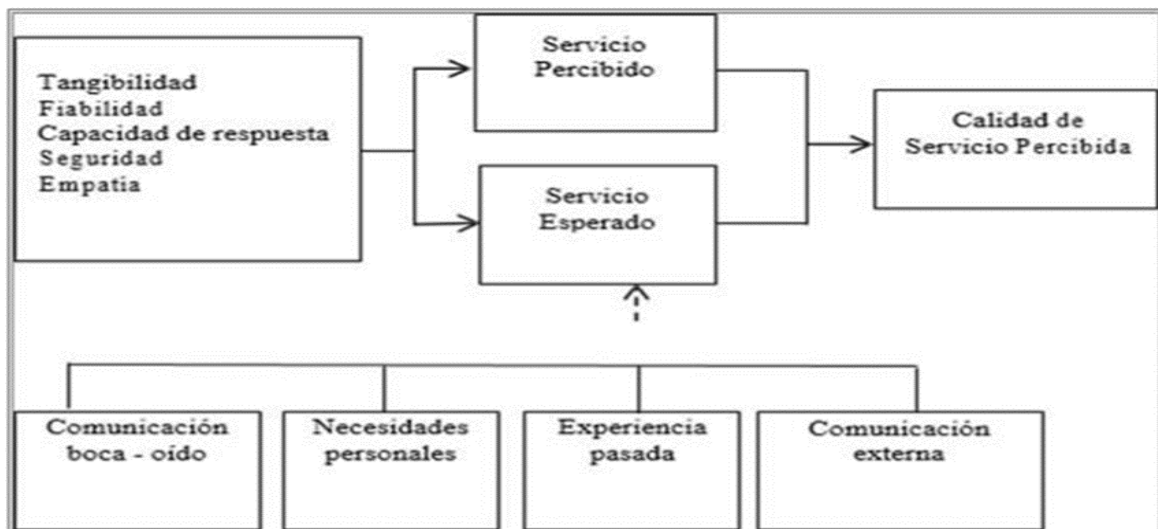 Tangibilidad
Fiabilidad
Capacidad de respuesta
Seguridad
Empatia
Servicio
Percibido
Servicio
Esperado
Calidad de
Servicio Percibida
Comunicación
boca - oído
Necesidades
personales
Experiencia
pasada
Comunicación
externa